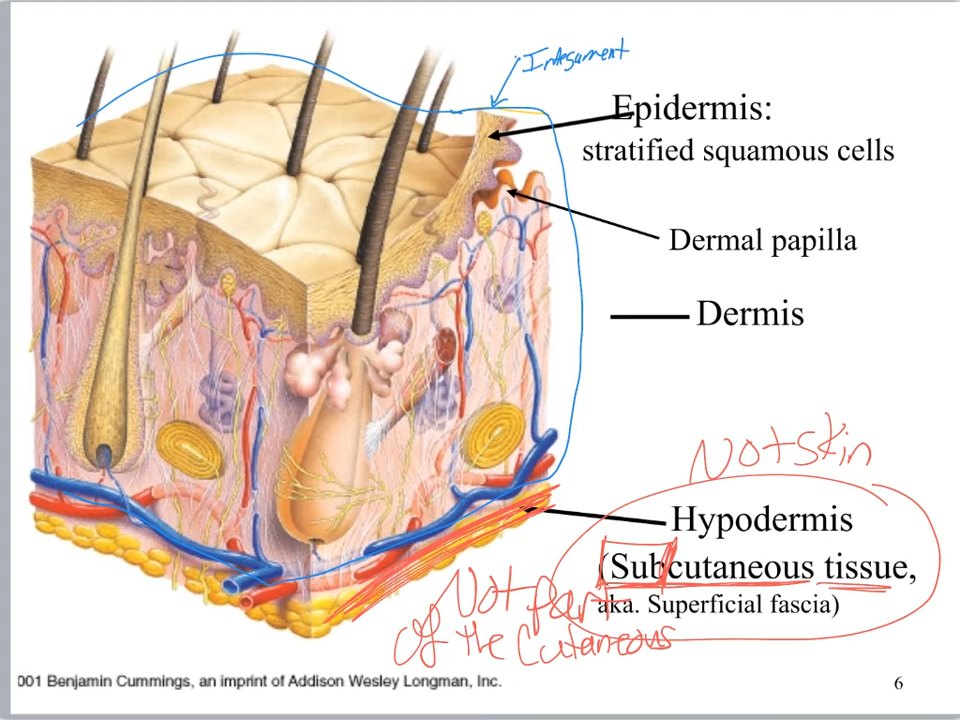 Integument
Epidermis:
stratified squamous cells
Dermal papilla
Dermis
Not skin
Hypodermis
(Subcutaneous tissue,
aka. Superficial fascia)
Not part
of the Cutaneous
001 Benjamin Cummings, an imprint of Addison Wesley Longman, Inc.
6